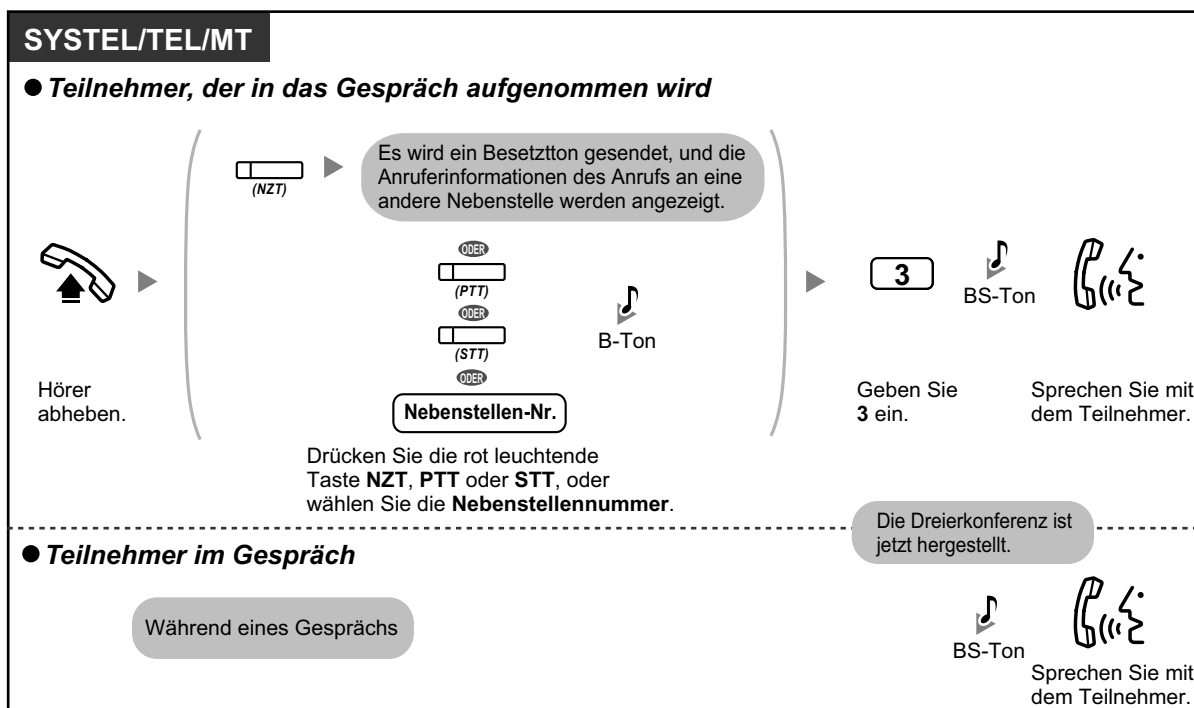 SYSTEL/TEL/MT
● Teilnehmer, der in das Gespräch aufgenommen wird
(NZT)
Es wird ein Besetztton gesendet, und die
Anruferinformationen des Anrufs an eine
andere Nebenstelle werden angezeigt.
ODER
(PTT)
ODER
(STT)
ODER
Nebenstellen-Nr.
B-Ton
3
BS-Ton
Hörer
abheben.
Drücken Sie die rot leuchtende
Taste NZT, PTT oder STT, oder
wählen Sie die Nebenstellennummer.
Geben Sie
3 ein.
Sprechen Sie mit
dem Teilnehmer.
Die Dreierkonferenz ist
jetzt hergestellt.
● Teilnehmer im Gespräch
Während eines Gesprächs
BS-Ton
Sprechen Sie mit
dem Teilnehmer.